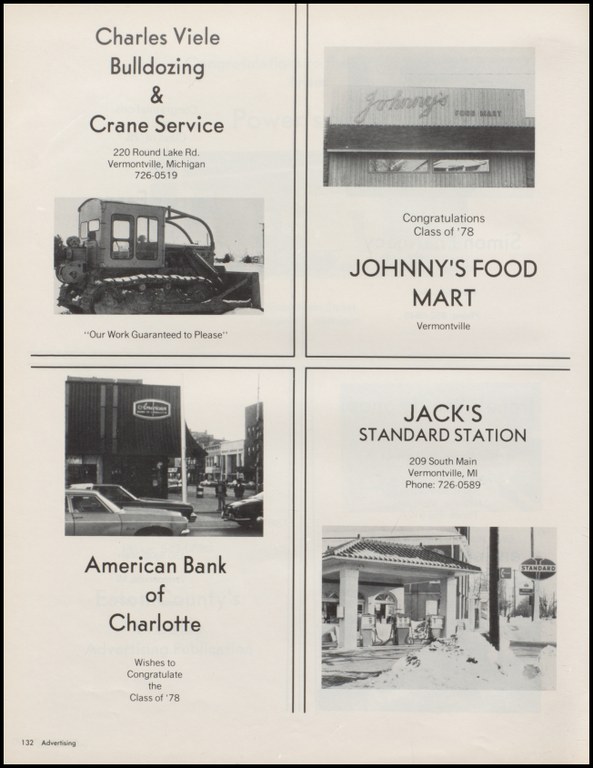 Charles Viele
Bulldozing
&
Crane Service
220 Round Lake Rd.
Vermontville, Michigan
726-0519
"Our Work Guaranteed to Please"
Johnny's
FOOD MART
Congratulations
Class of '78
JOHNNY'S FOOD
MART
Vermontville
American
American Bank
of
Charlotte
Wishes to
Congratulate
the
Class of '78
JACK'S
STANDARD STATION
209 South Main
Vermontville, MI
Phone: 726-0589
STANDARD
132 Advertising